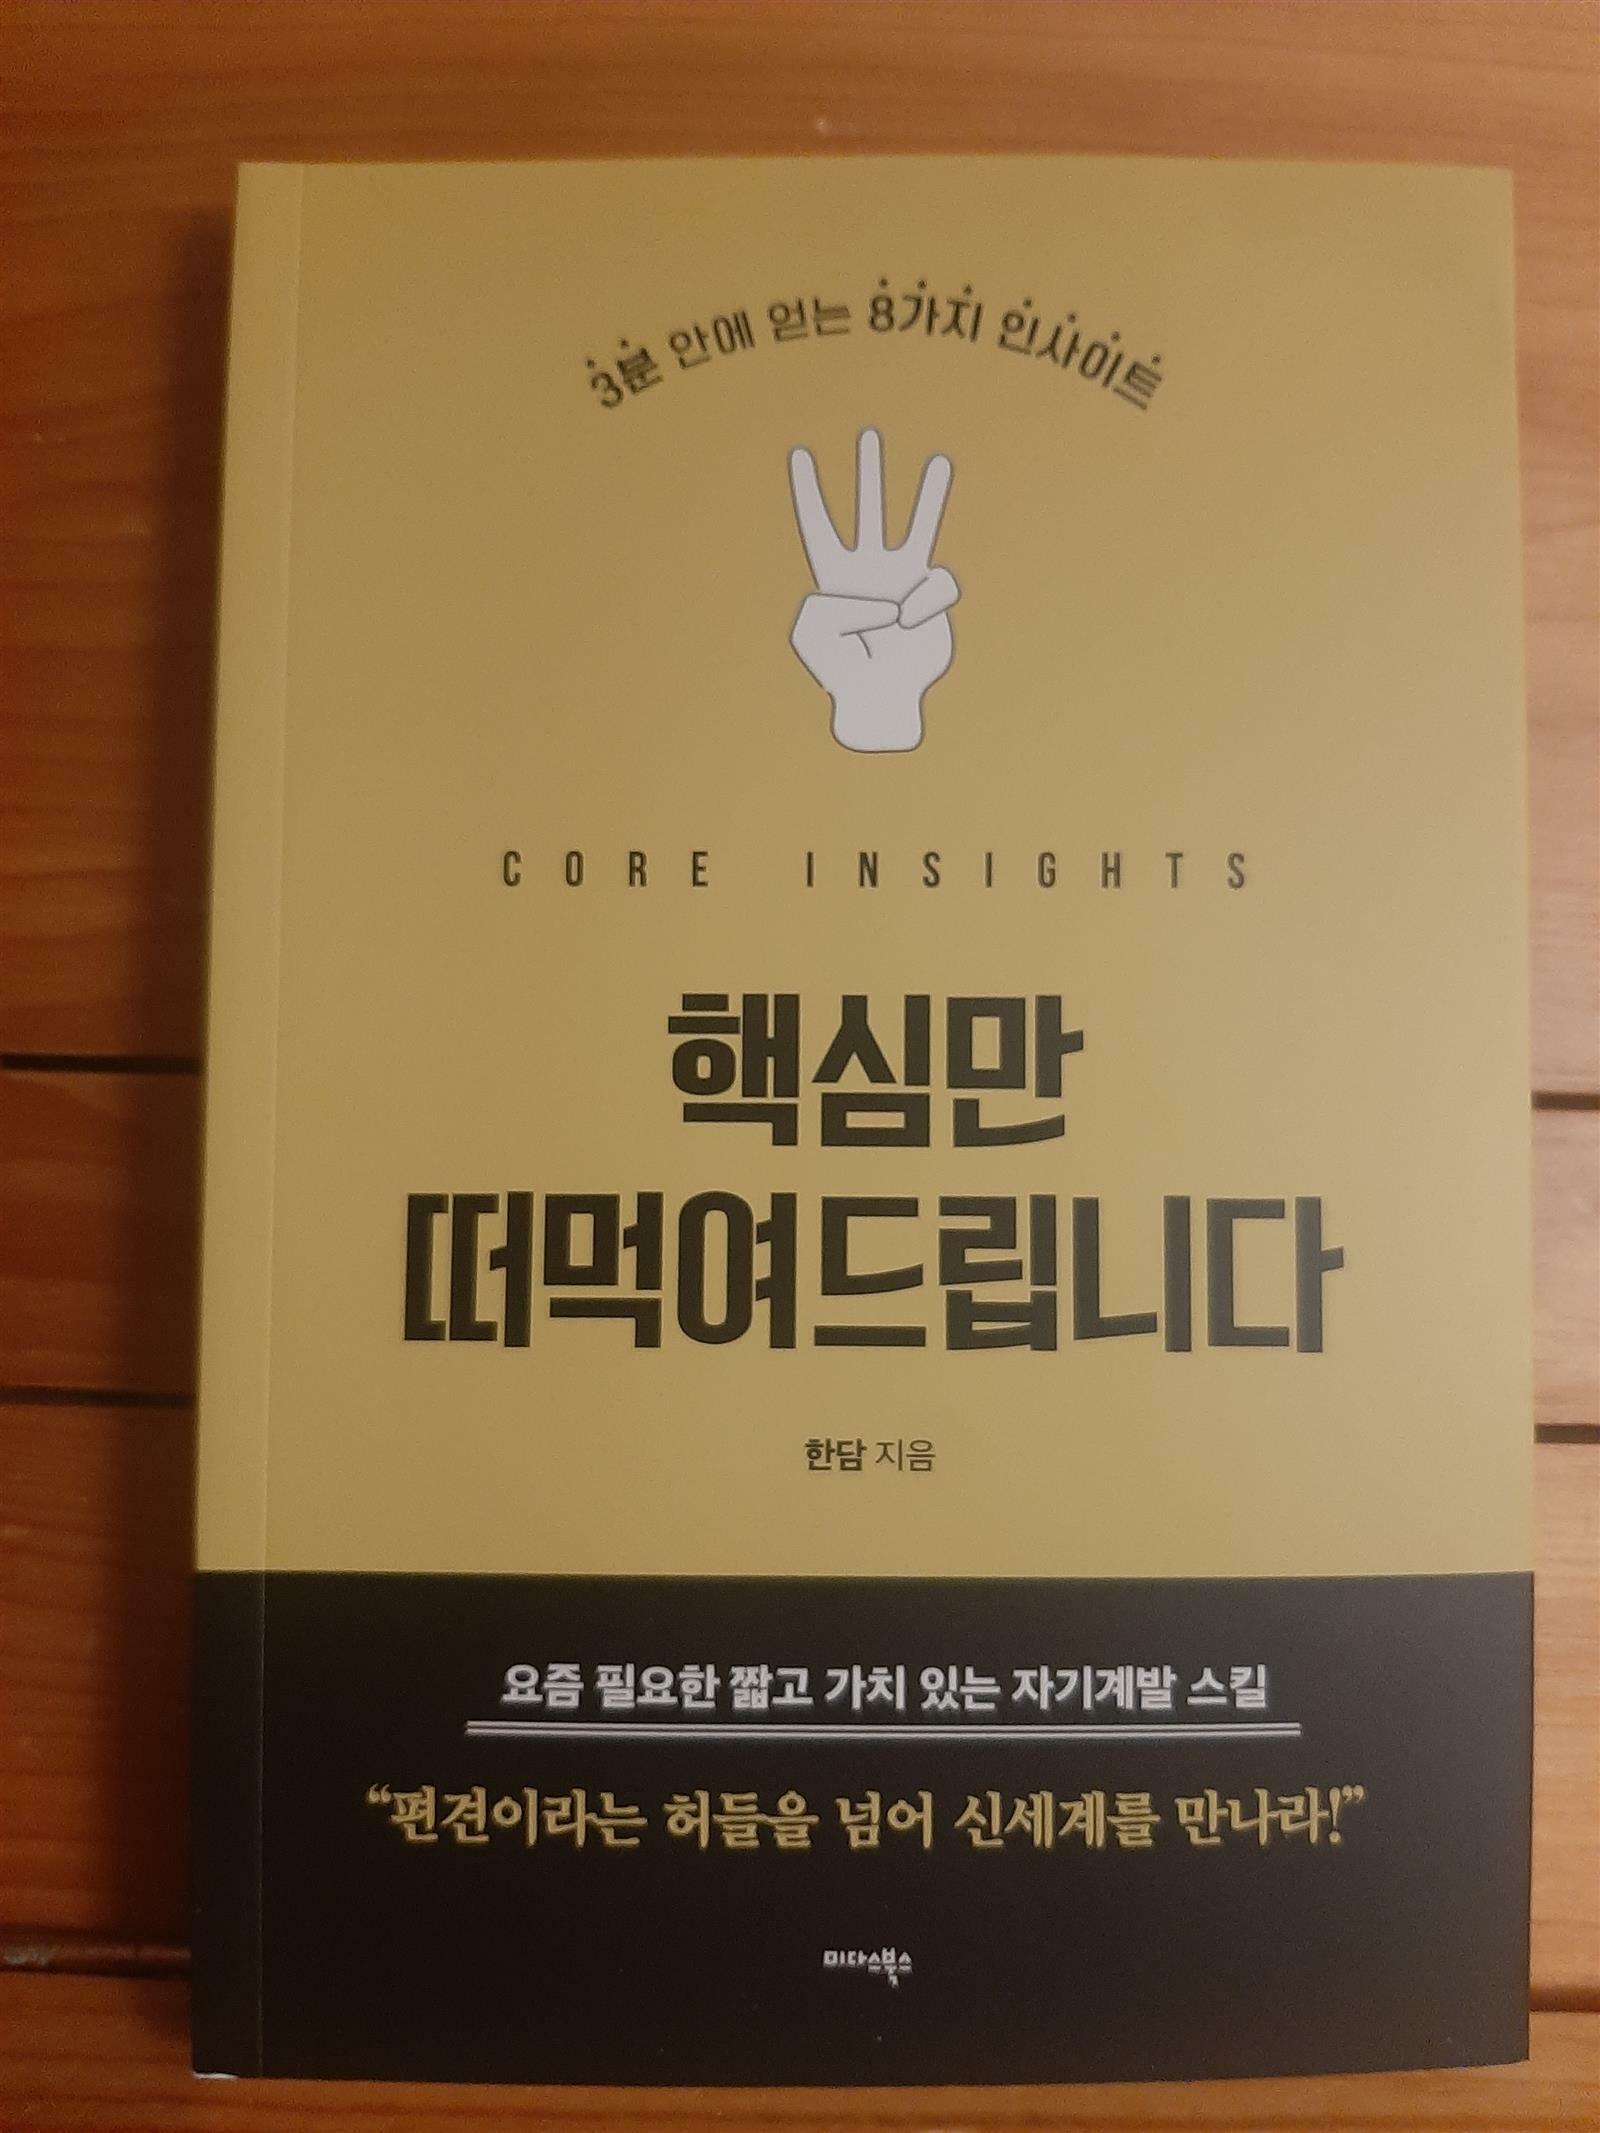 3분 안에 얻는 8가지 인사이트
CORE INSIGHTS
핵심만
떠먹여드립니다
한담 지음
요즘 필요한 짧고 가치 있는 자기계발 스킬
“편견이라는 허들을 넘어 신세계를 만나라!”
미다스북스